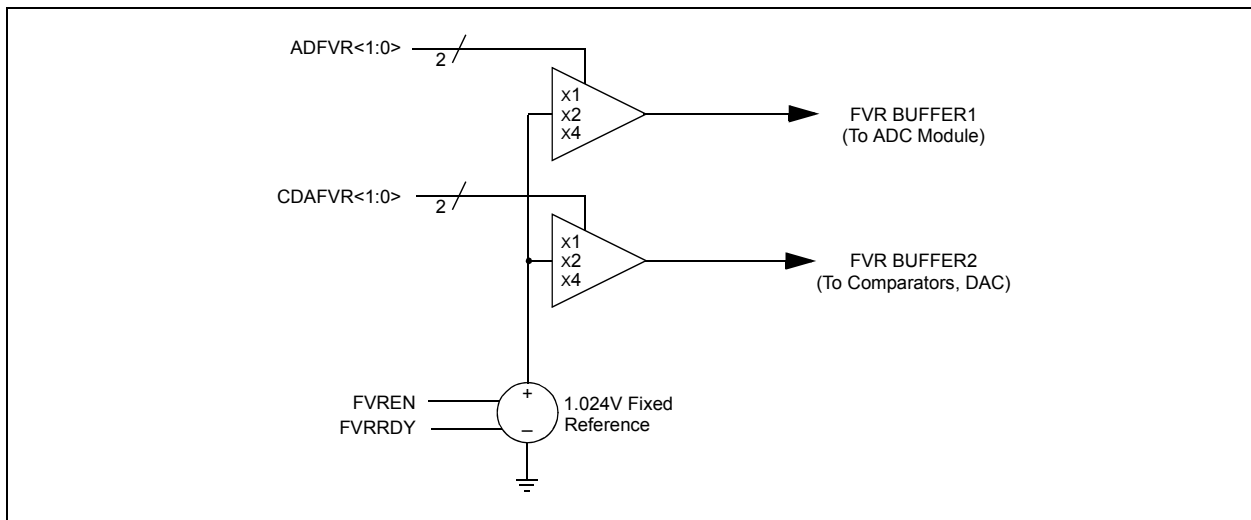 ADFVR<1:0>
2
x1
x2
x4
FVR BUFFER1
(To ADC Module)
CDAFVR<1:0>
2
x1
x2
x4
FVR BUFFER2
(To Comparators, DAC)
FVREN
FVRRDY
+
–
1.024V Fixed
Reference